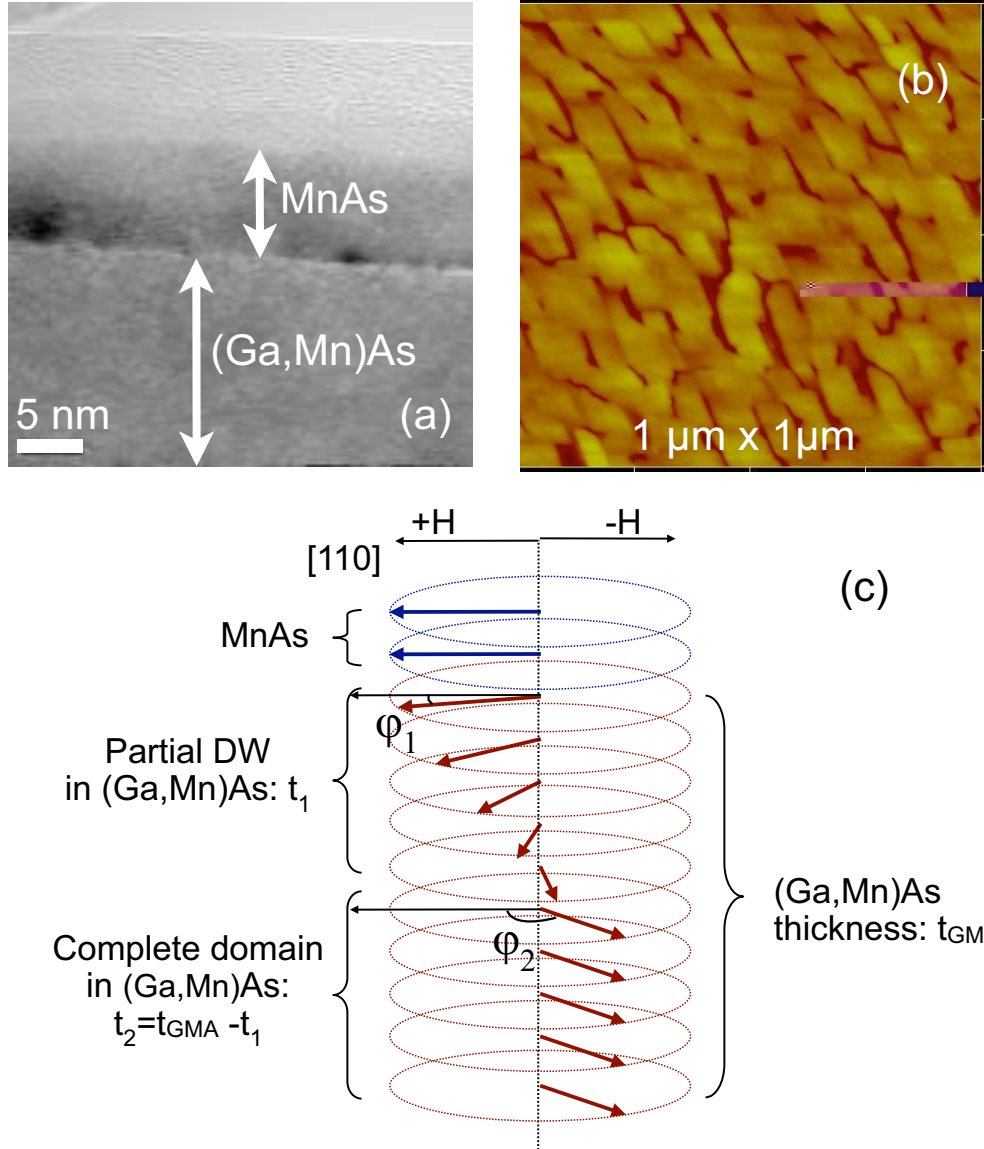 MnAs
(Ga,Mn)As
5 nm
(a)
(b)
1 µm x 1µm
+H
-H
[110]
(c)
MnAs
φ1
Partial DW
in (Ga,Mn)As: t1
(Ga,Mn)As
thickness: tGM
φ2
Complete domain
in (Ga,Mn)As:
t2=tGMA -t1